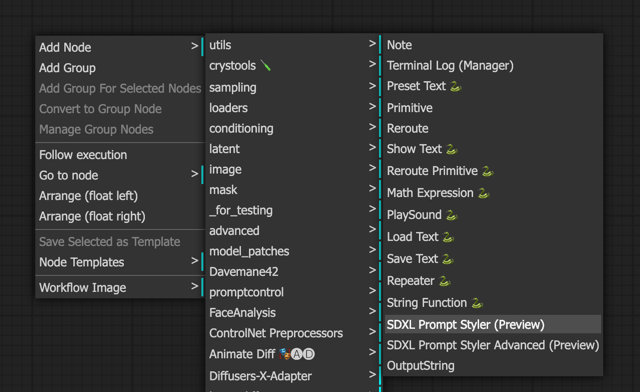 Add Node >
Add Group
Add Group For Selected Nodes
Convert to Group Node
Manage Group Nodes
Follow execution
Go to node >
Arrange (float left)
Arrange (float right)
Save Selected as Template
Node Templates >
Workflow Image >
utils >
crystools >
sampling >
loaders >
conditioning >
latent >
image >
mask >
_for_testing >
advanced >
model_patches >
Davemane42 >
promptcontrol >
FaceAnalysis >
ControlNet Preprocessors >
Animate Diff 🎭🅐🅓 >
Diffusers-X-Adapter >
Note
Terminal Log (Manager)
Preset Text 🐍
Primitive
Reroute
Show Text 🐍
Reroute Primitive 🐍
Math Expression 🐍
PlaySound 🐍
Load Text 🐍
Save Text 🐍
Repeater 🐍
String Function 🐍
SDXL Prompt Styler (Preview)
SDXL Prompt Styler Advanced (Preview)
OutputString